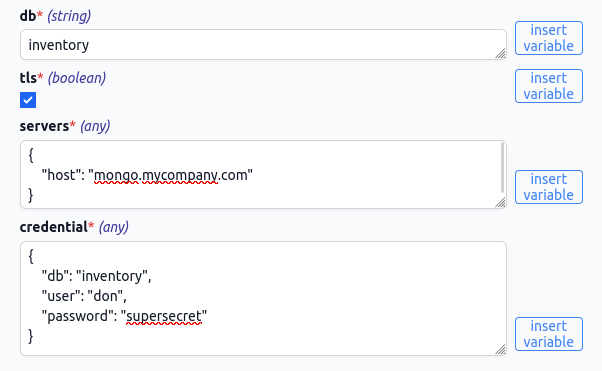 db* (string)
inventory
insert
variable
tls* (boolean)
insert
variable
servers* (any)
{
"host": "mongo.mycompany.com"
}
insert
variable
credential* (any)
{
"db": "inventory",
"user": "don",
"password": "supersecret"
}
insert
variable